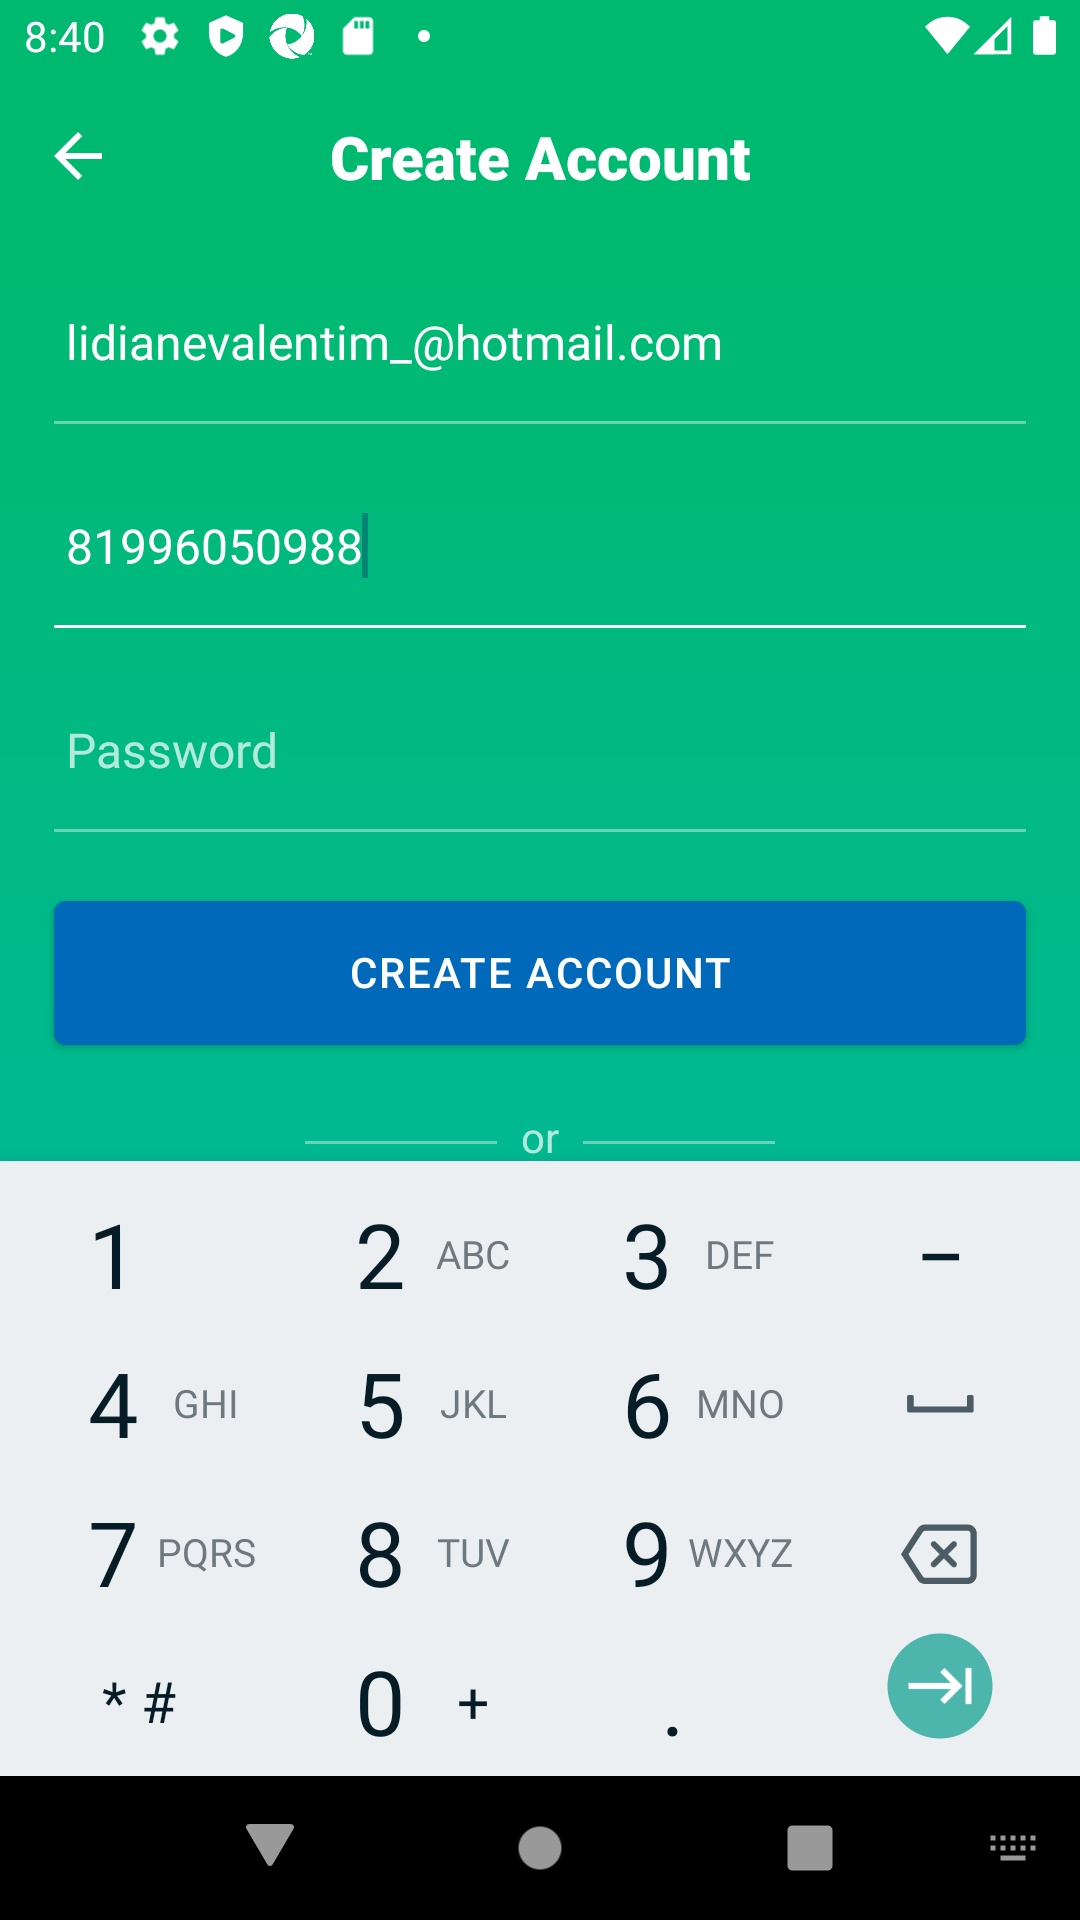 8:40
Create Account
lidianevalentim_@hotmail.com
81996050988
Password
CREATE ACCOUNT
or
1 2 ABC 3 DEF –
4 GHI 5 JKL 6 MNO
7 PQRS 8 TUV 9 WXYZ
* # 0 + .